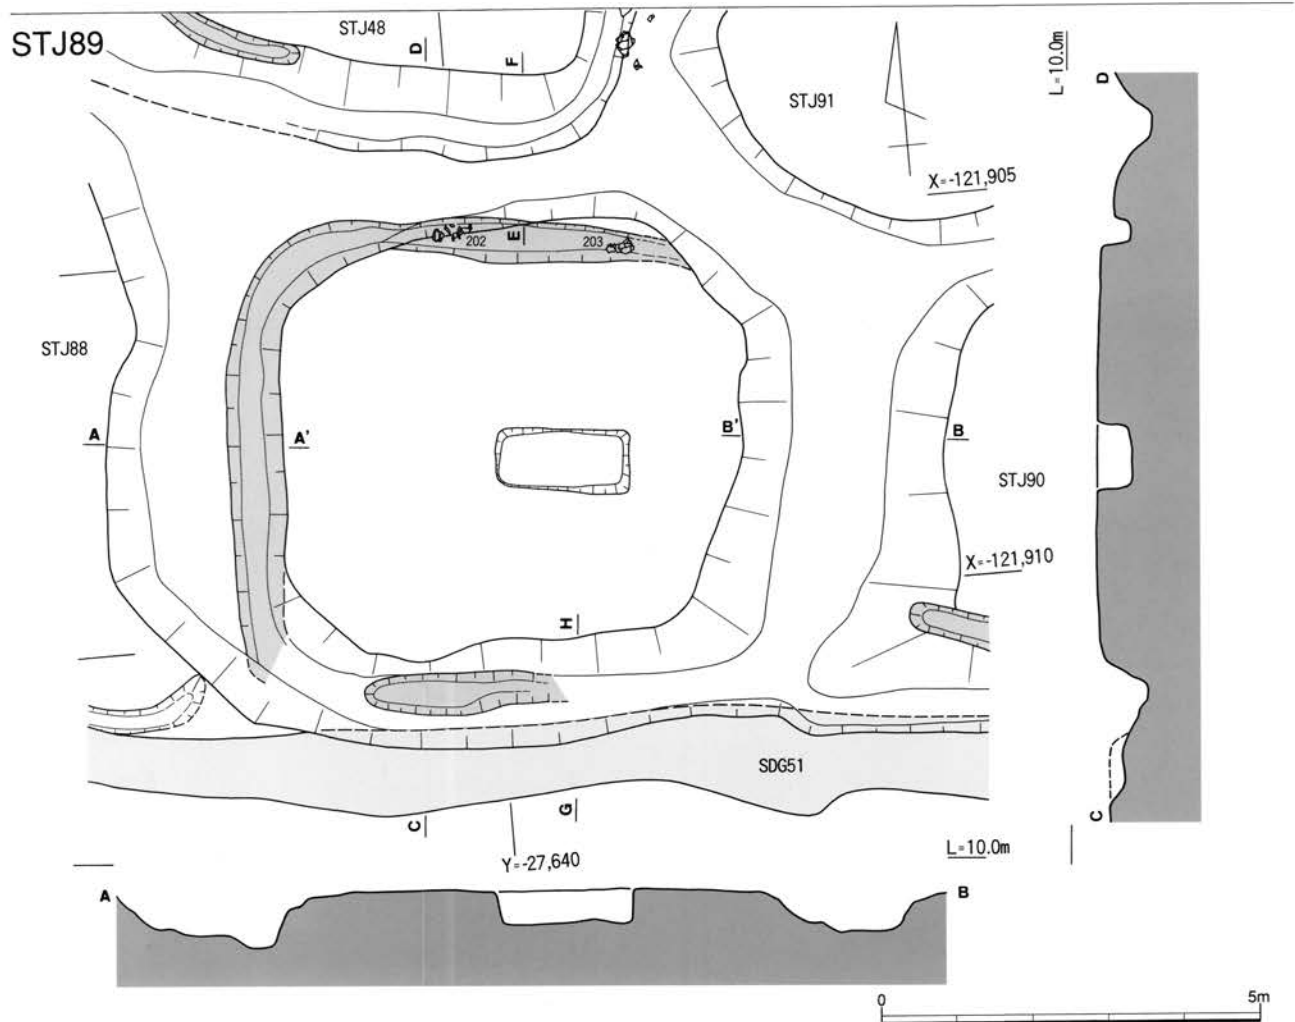 STJ89
STJ48
D
F
STJ91
L=10.0m
D
X=-121,905
202
E
203
STJ88
A
A'
B'
B
STJ90
X=-121,910
H
SDG51
C
G
C
Y=-27,640
L=10.0m
A
B
0
5m